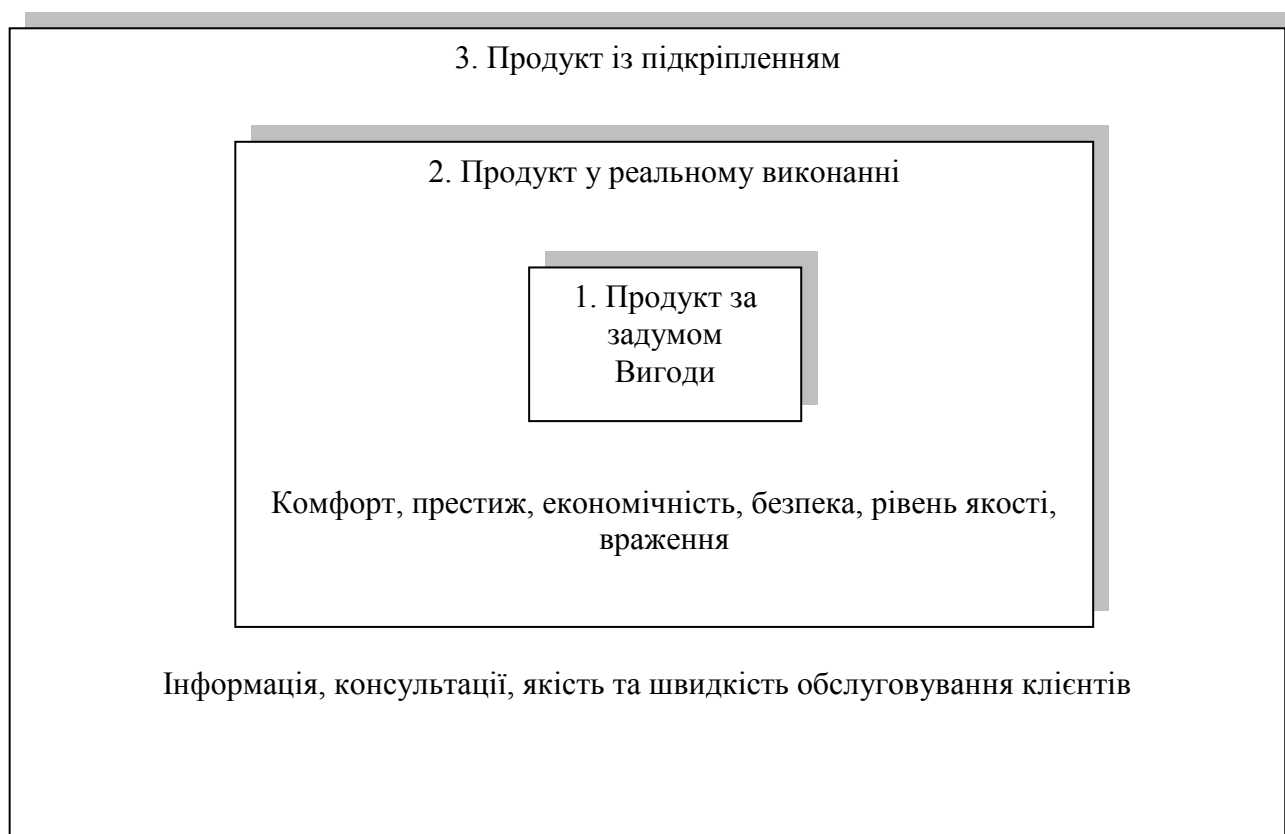 3. Продукт із підкріпленням
2. Продукт у реальному виконанні
1. Продукт за
задумом
Вигоди
Комфорт, престиж, економічність, безпека, рівень якості,
враження
Інформація, консультації, якість та швидкість обслуговування клієнтів